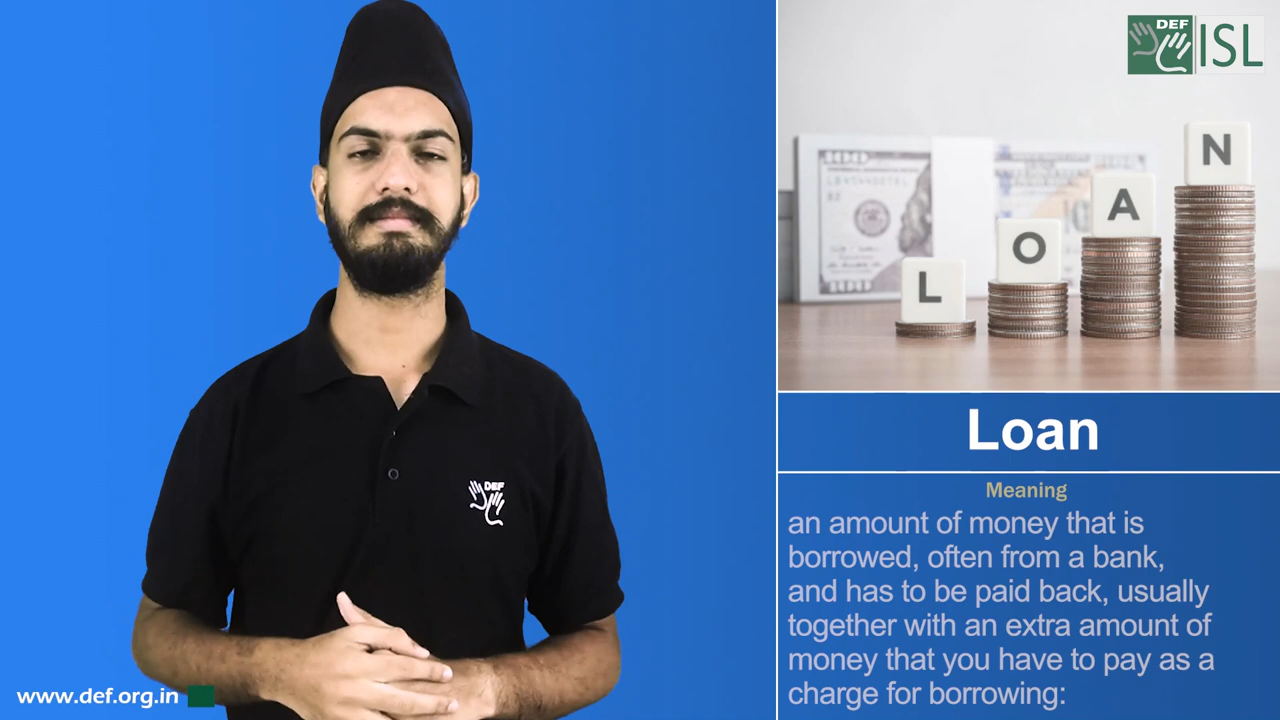 DEF
ISL
100
L
O
A
N
100
Loan
Meaning
an amount of money that is
borrowed, often from a bank,
and has to be paid back, usually
together with an extra amount of
money that you have to pay as a
charge for borrowing:
DEF
www.def.org.in